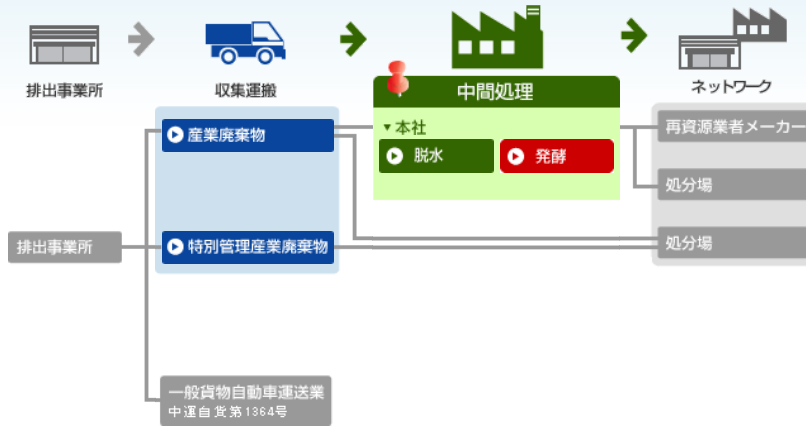 排出事業所
収集運搬
中間処理
ネットワーク
産業廃棄物
▼本社
脱水
発酵
再資源業者メーカー
処分場
排出事業所
特別管理産業廃棄物
処分場
一般貨物自動車運送業
中運自貨第1364号